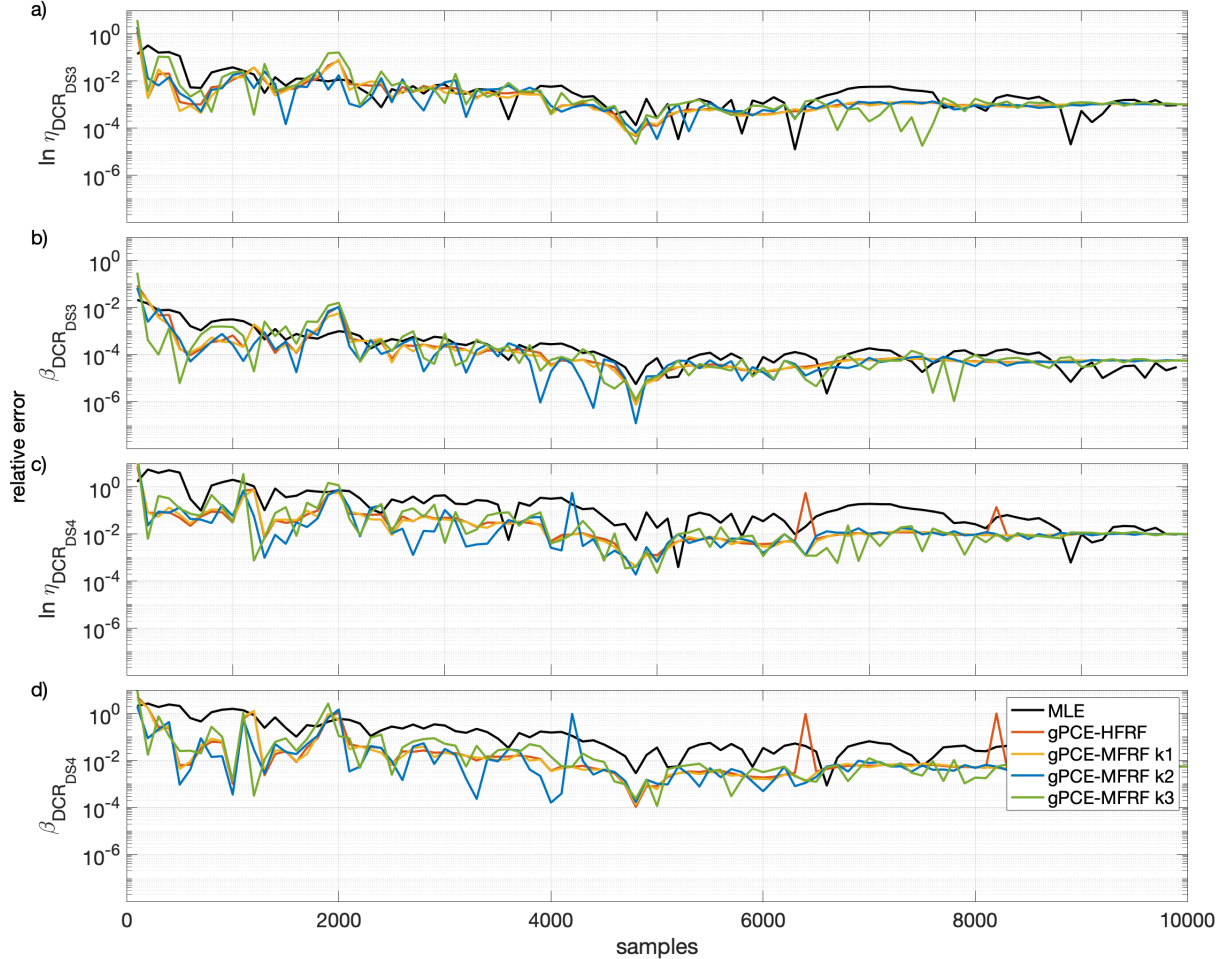 a)
10^0
10^-2
10^-4
10^-6
ln η_DCR_DS3
b)
10^0
10^-2
10^-4
10^-6
β_DCR_DS3
relative error
c)
10^0
10^-2
10^-4
10^-6
ln η_DCR_DS4
d)
10^0
10^-2
10^-4
10^-6
β_DCR_DS4
MLE
gPCE-HFRF
gPCE-MFRF k1
gPCE-MFRF k2
gPCE-MFRF k3
0 2000 4000 6000 8000 10000
samples